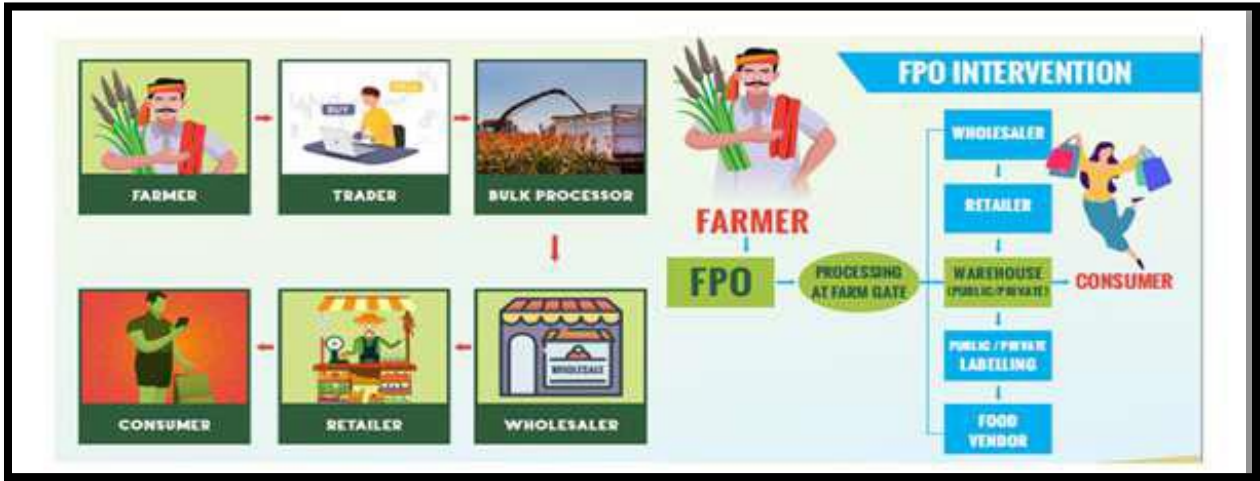 FARMER
TRADER
BULK PROCESSOR
CONSUMER
RETAILER
WHOLESALER
BUY
WHOLESALE
FPO INTERVENTION
FARMER
FPO
PROCESSING
AT FARM GATE
WHOLESALER
RETAILER
WAREHOUSE
(PUBLIC/PRIVATE)
PUBLIC / PRIVATE
LABELLING
FOOD
VENDOR
CONSUMER